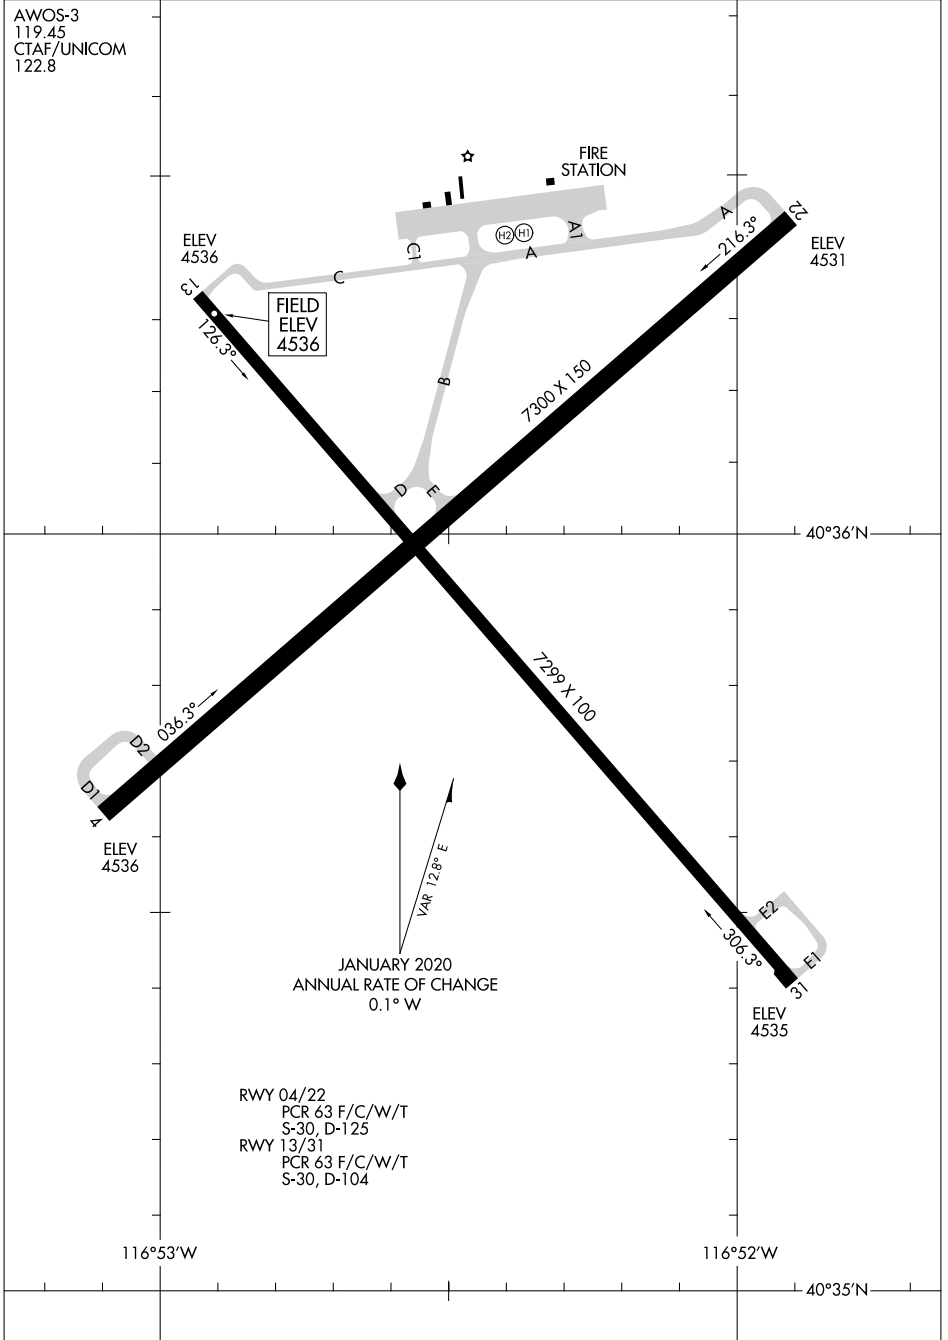 AWOS-3
119.45
CTAF/UNICOM
122.8
FIRE
STATION
A
22
ELEV
4536
C1
H2
H1
A1
216.3°
ELEV
4531
A
C
13
FIELD
ELEV
4536
126.3°
B
7300 X 150
D
E
40°36'N
7299 X 100
036.3°
D2
D1
4
ELEV
4536
VAR 12.8° E
E2
306.3°
E1
31
JANUARY 2020
ANNUAL RATE OF CHANGE
0.1° W
ELEV
4535
RWY 04/22
PCR 63 F/C/W/T
S-30, D-125
RWY 13/31
PCR 63 F/C/W/T
S-30, D-104
116°53'W
116°52'W
40°35'N